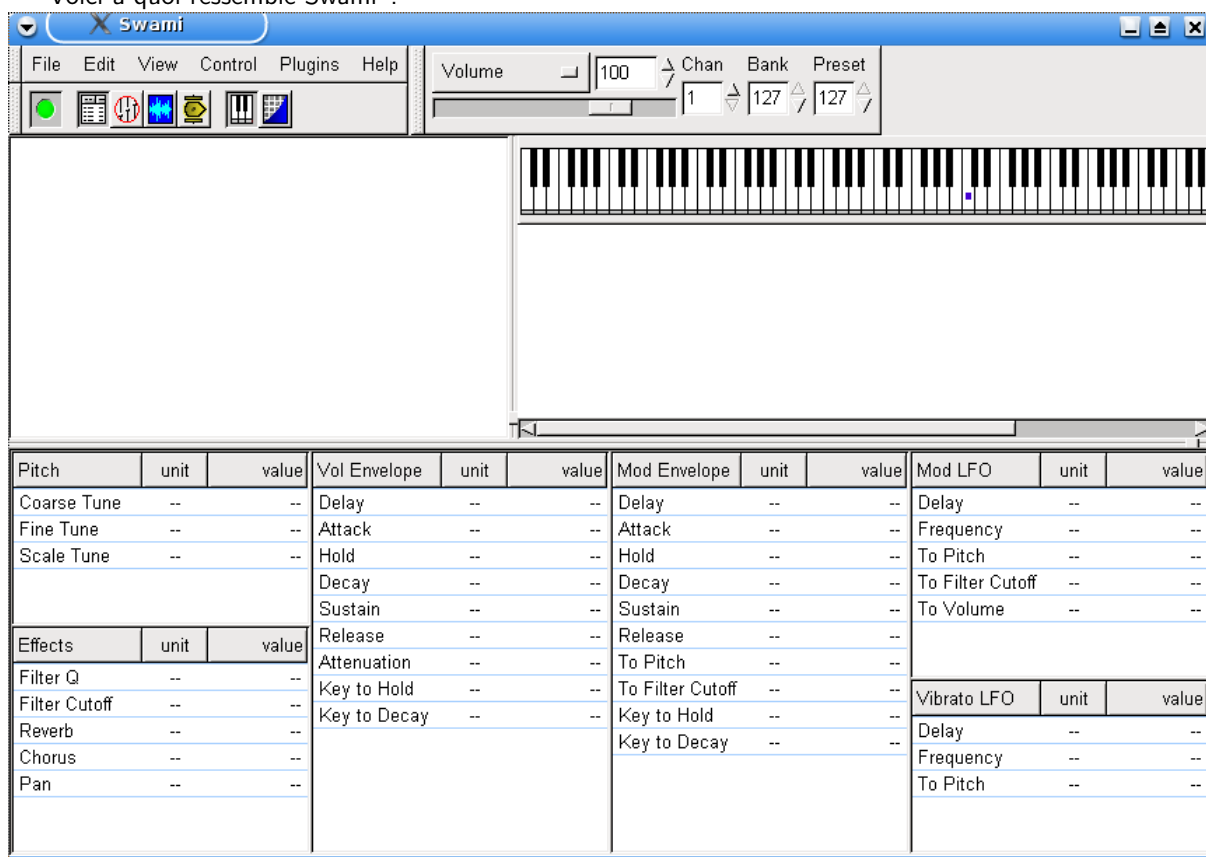 Voici à quoi ressemble Swami :
Swami
File Edit View Control Plugins Help
Volume 100 Chan Bank Preset
1 127 127
Pitch unit value
Coarse Tune -- --
Fine Tune -- --
Scale Tune -- --
Effects unit value
Filter Q -- --
Filter Cutoff -- --
Reverb -- --
Chorus -- --
Pan -- --
Vol Envelope unit value
Delay -- --
Attack -- --
Hold -- --
Decay -- --
Sustain -- --
Release -- --
Attenuation -- --
Key to Hold -- --
Key to Decay -- --
Mod Envelope unit value
Delay -- --
Attack -- --
Hold -- --
Decay -- --
Sustain -- --
Release -- --
To Pitch -- --
To Filter Cutoff -- --
Key to Hold -- --
Key to Decay -- --
Mod LFO unit value
Delay -- --
Frequency -- --
To Pitch -- --
To Filter Cutoff -- --
To Volume -- --
Vibrato LFO unit value
Delay -- --
Frequency -- --
To Pitch -- --